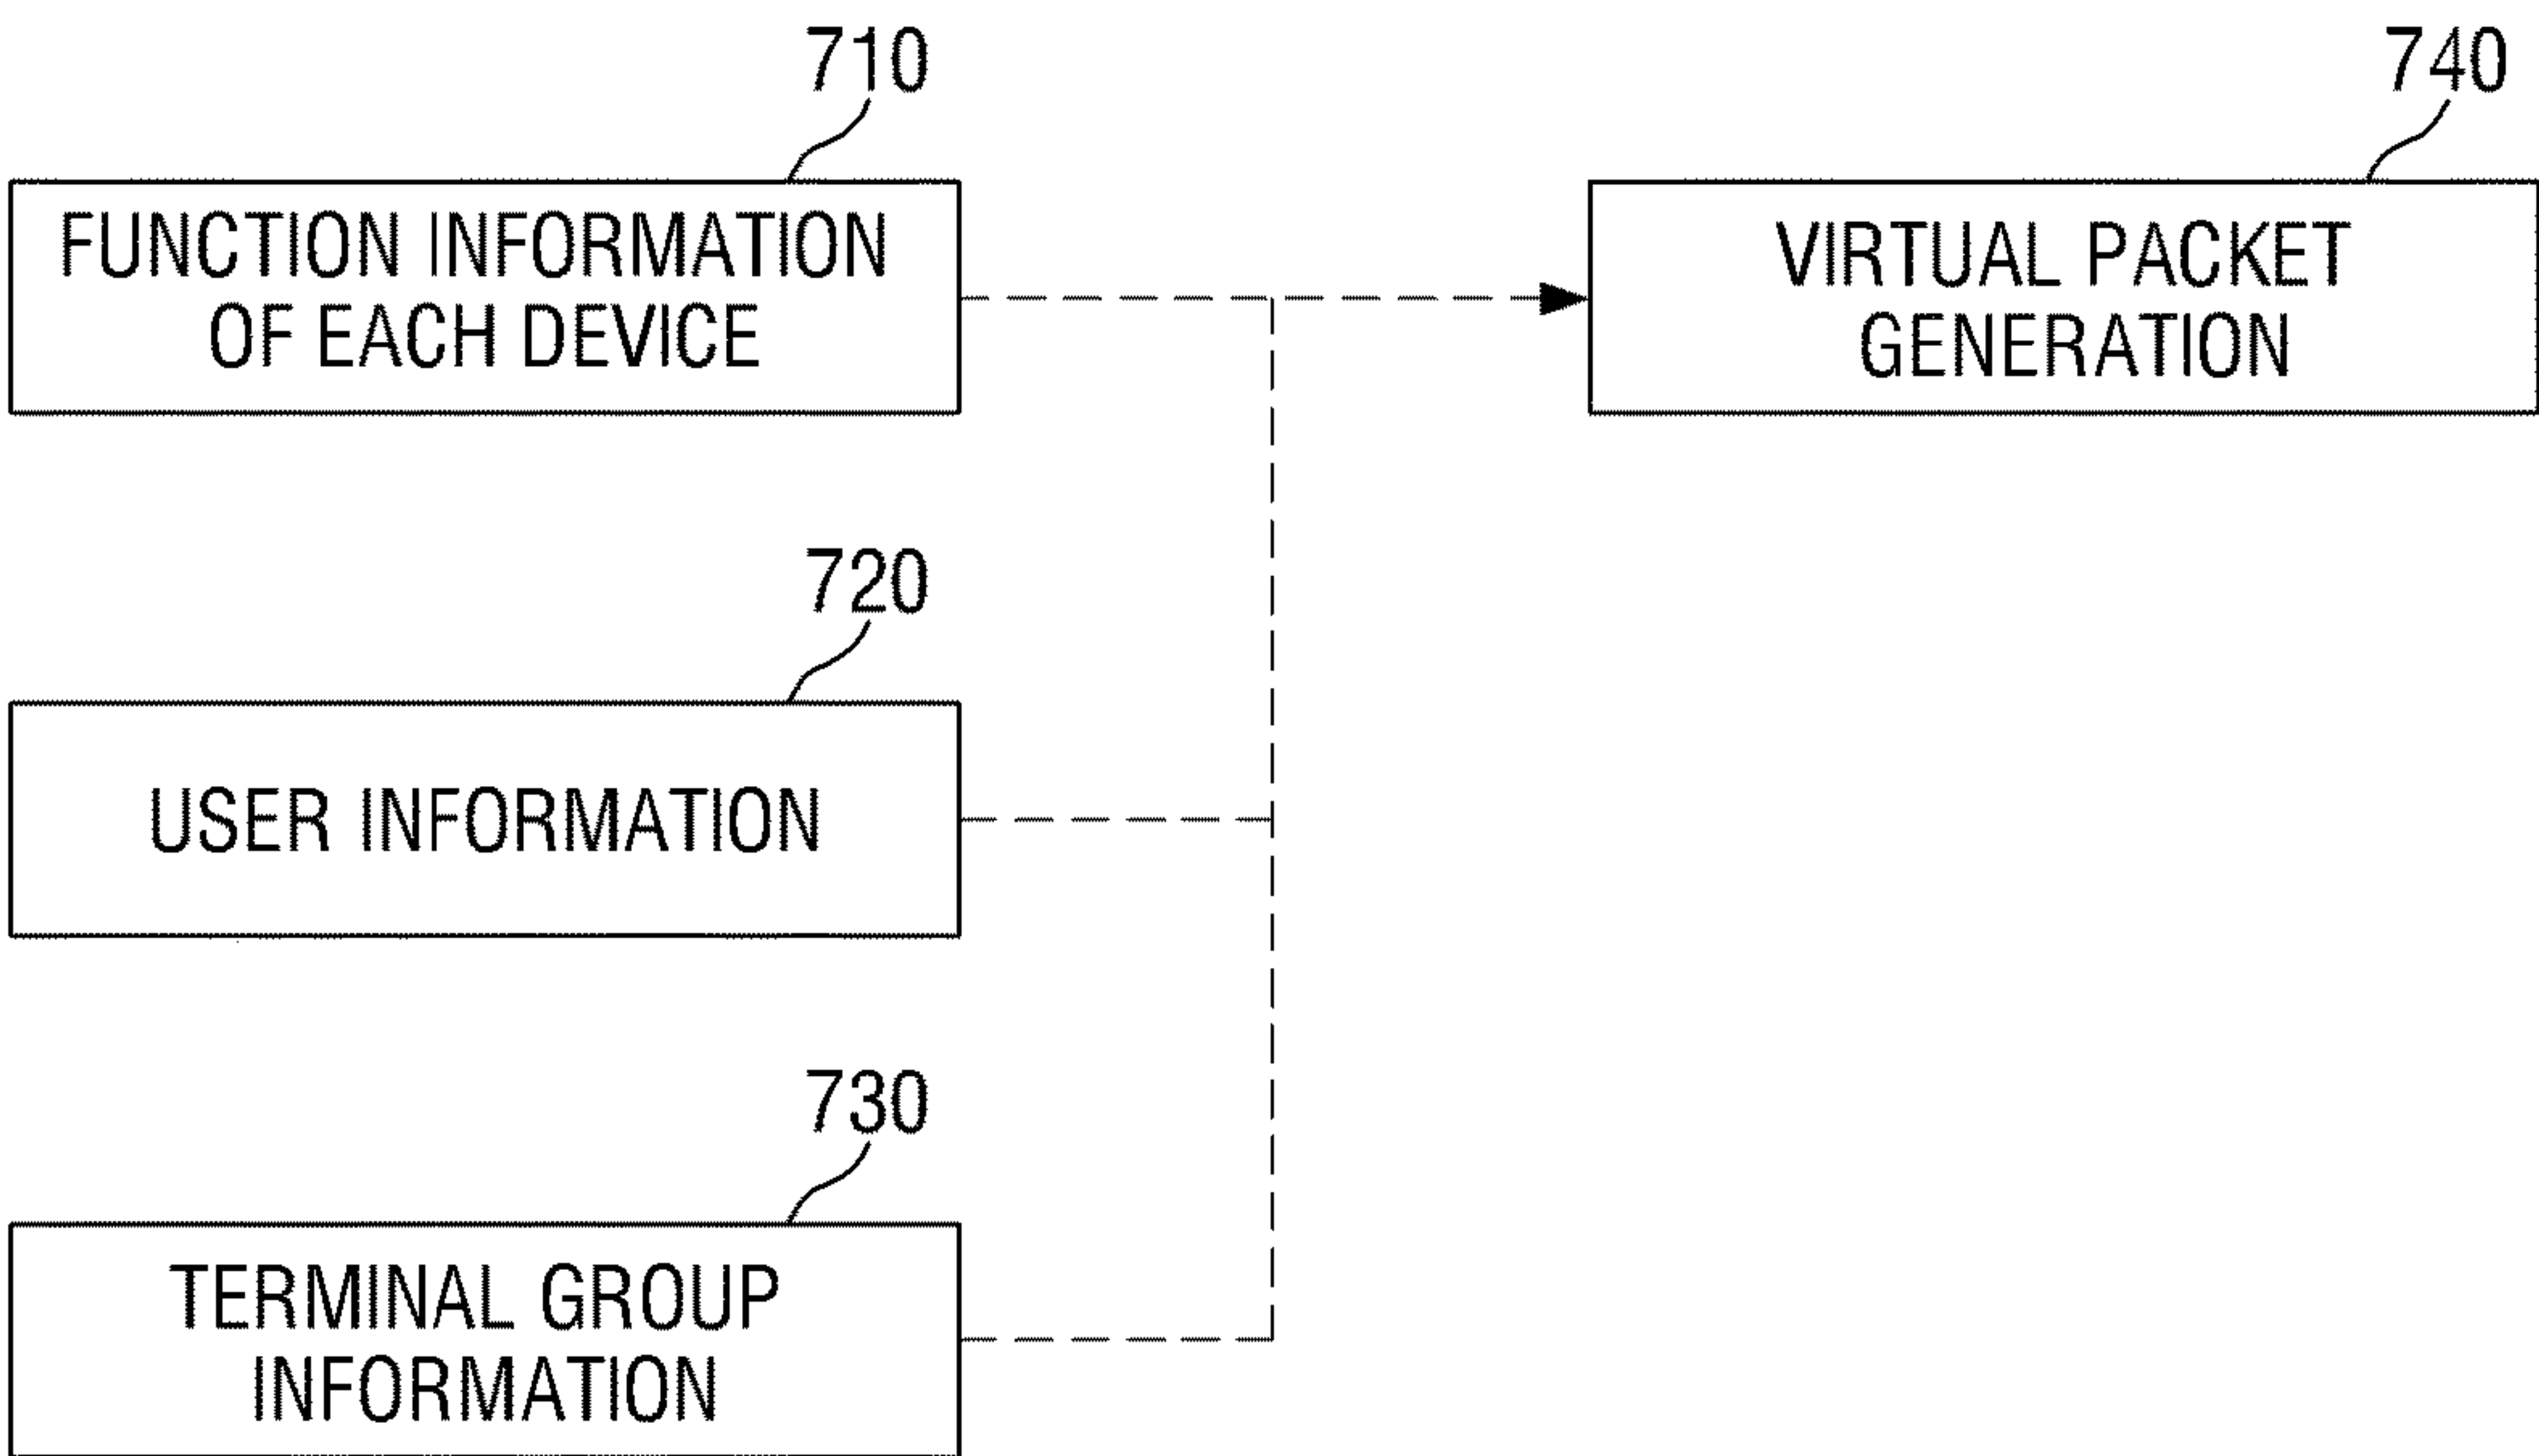 710
FUNCTION INFORMATION
OF EACH DEVICE
740
VIRTUAL PACKET
GENERATION
720
USER INFORMATION
730
TERMINAL GROUP
INFORMATION